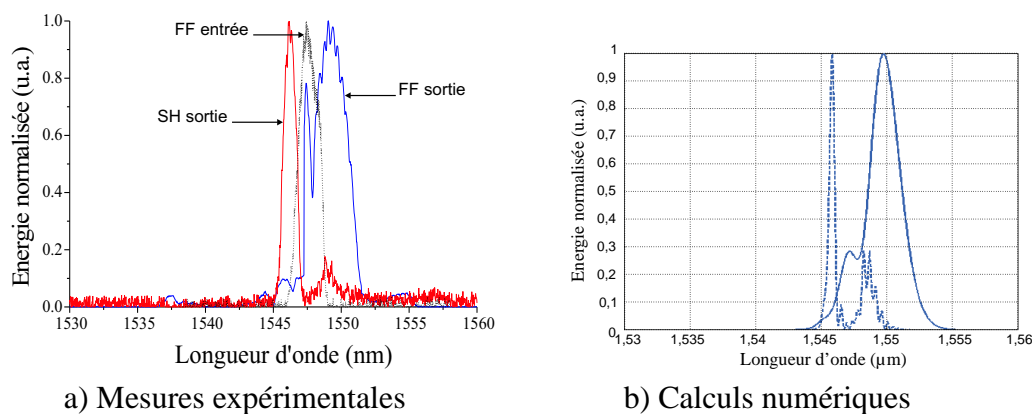 FF entrée
FF sortie
SH sortie
Energie normalisée (u.a.)
1.0
0.8
0.6
0.4
0.2
0.0
1530 1535 1540 1545 1550 1555 1560
Longueur d'onde (nm)
a) Mesures expérimentales
Energie normalisée (u.a.)
1
0,9
0,8
0,7
0,6
0,5
0,4
0,3
0,2
0,1
0
1,53 1,535 1,54 1,545 1,55 1,555 1,56
Longueur d’onde (µm)
b) Calculs numériques